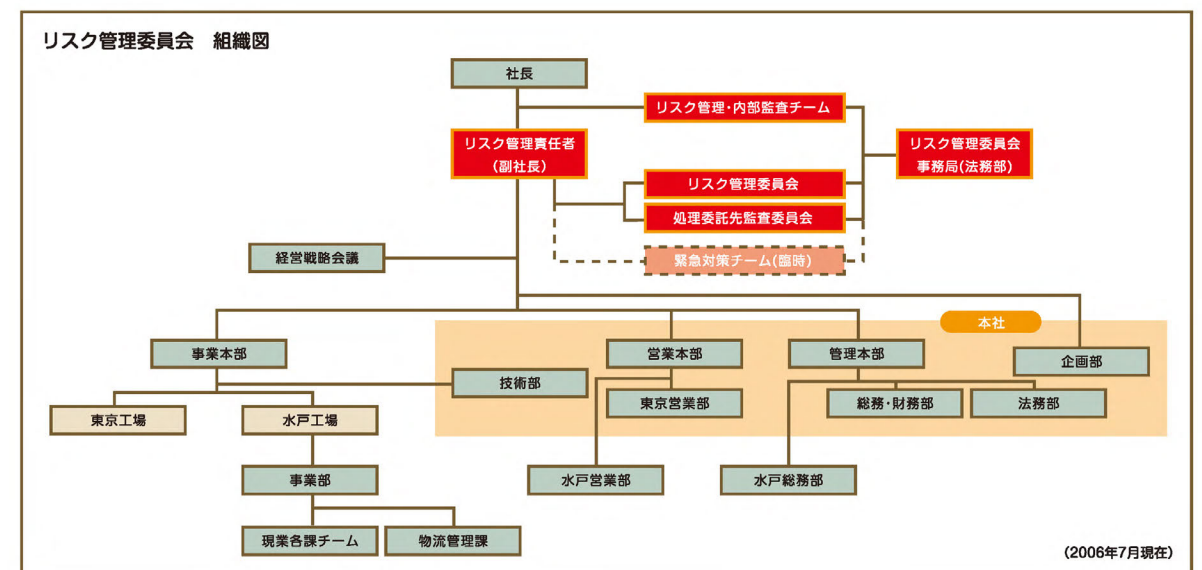 リスク管理委員会　組織図
社長
リスク管理・内部監査チーム
リスク管理責任者
(副社長)
リスク管理委員会
事務局(法務部)
リスク管理委員会
処理委託先監査委員会
経営戦略会議
緊急対策チーム(臨時)
本社
事業本部
営業本部
管理本部
企画部
技術部
東京工場
水戸工場
東京営業部
総務・財務部
法務部
事業部
水戸営業部
水戸総務部
現業各課チーム
物流管理課
(2006年7月現在)